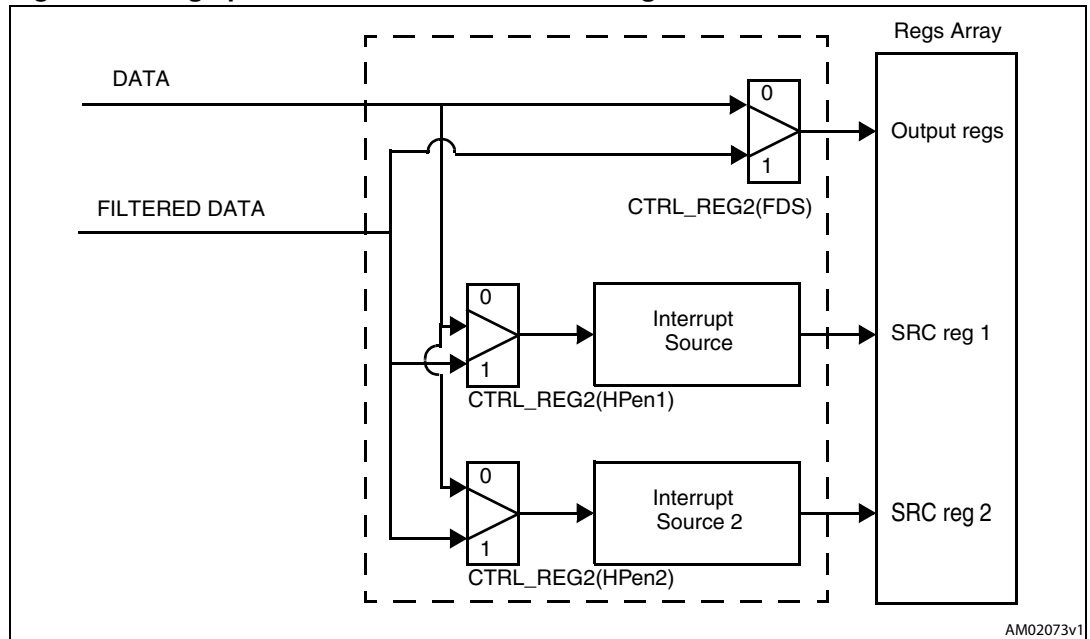 Regs Array
DATA
0
Output regs
1
FILTERED DATA
CTRL_REG2(FDS)
0
Interrupt
Source
SRC reg 1
1
CTRL_REG2(HPen1)
0
Interrupt
Source 2
SRC reg 2
1
CTRL_REG2(HPen2)
AM02073v1